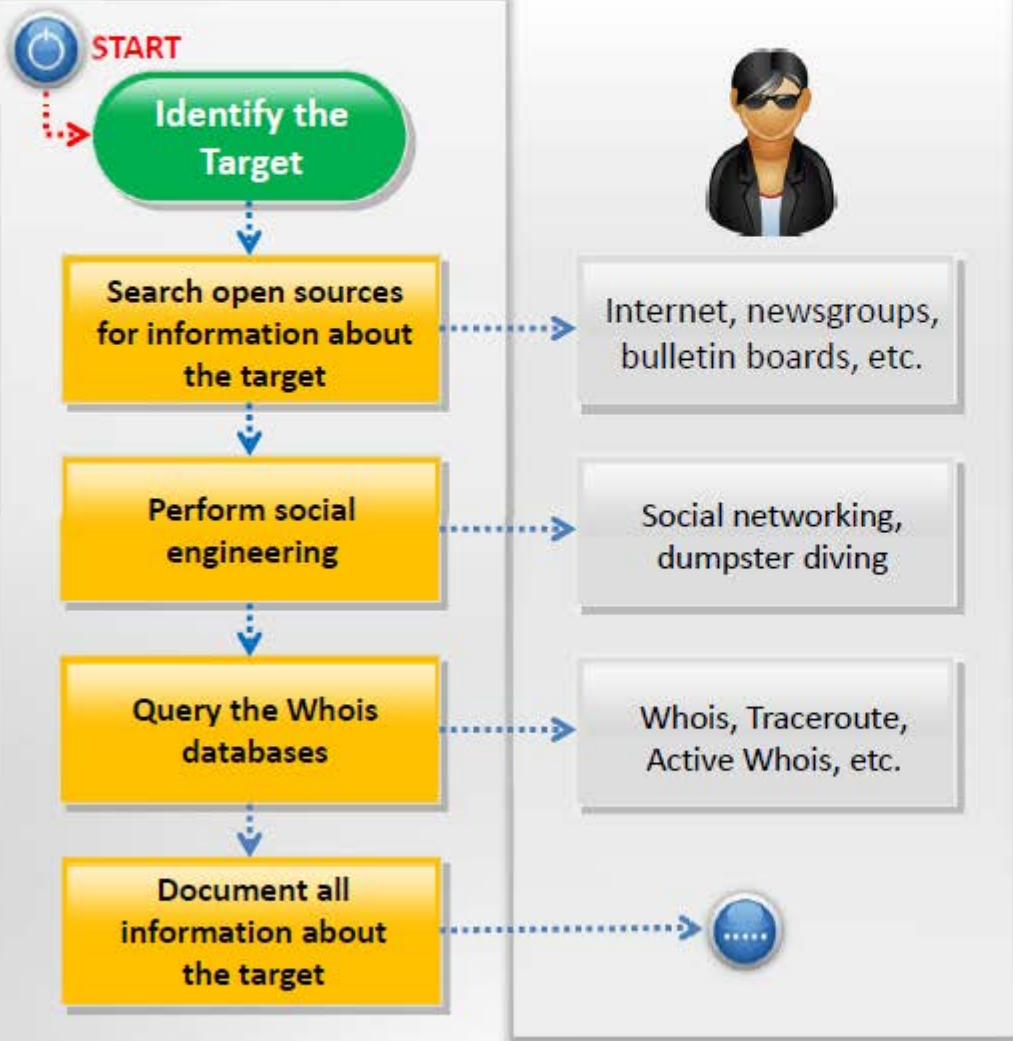 START
Identify the
Target
Search open sources
for information about
the target
Internet, newsgroups,
bulletin boards, etc.
Perform social
engineering
Social networking,
dumpster diving
Query the Whois
databases
Whois, Traceroute,
Active Whois, etc.
Document all
information about
the target